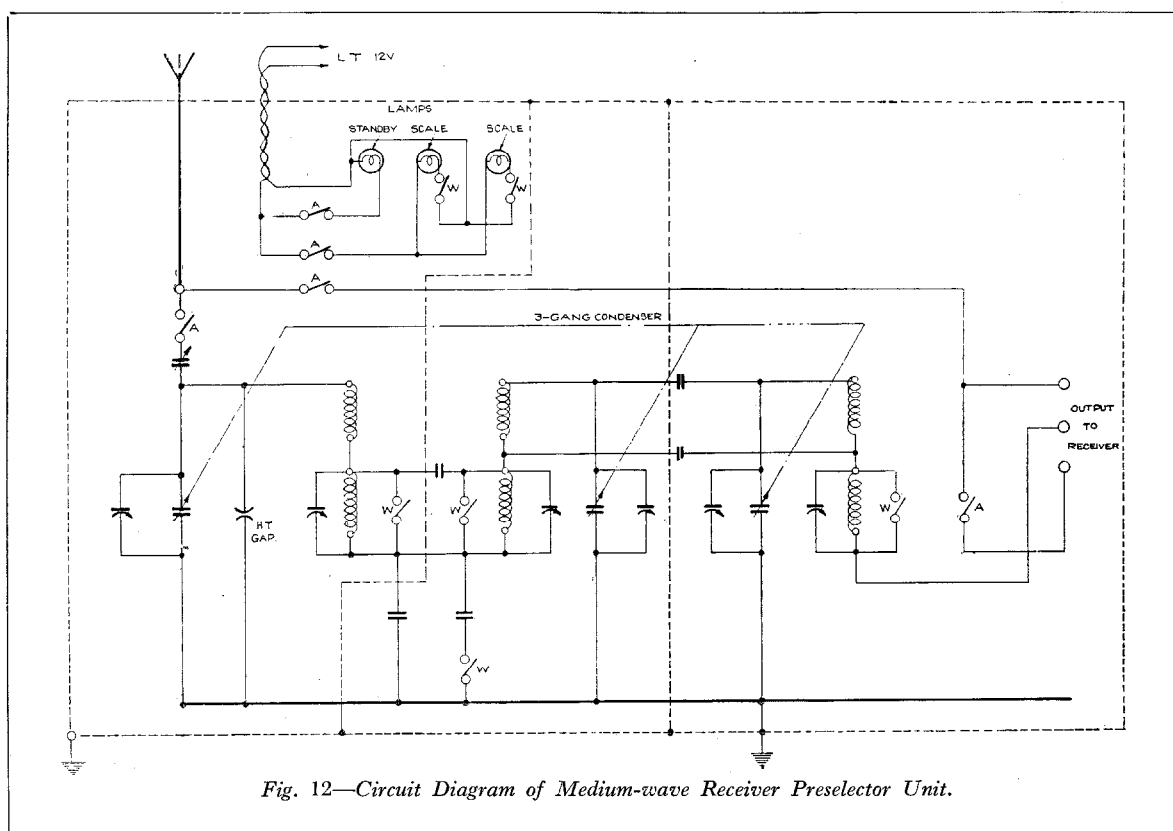 L T 12V
LAMPS
STANDBY SCALE SCALE
W
W
A
A
A
A
3-GANG CONDENSER
OUTPUT
TO
RECEIVER
W
W
W
A
HT
GAP.
W
Fig. 12—Circuit Diagram of Medium-wave Receiver Preselector Unit.